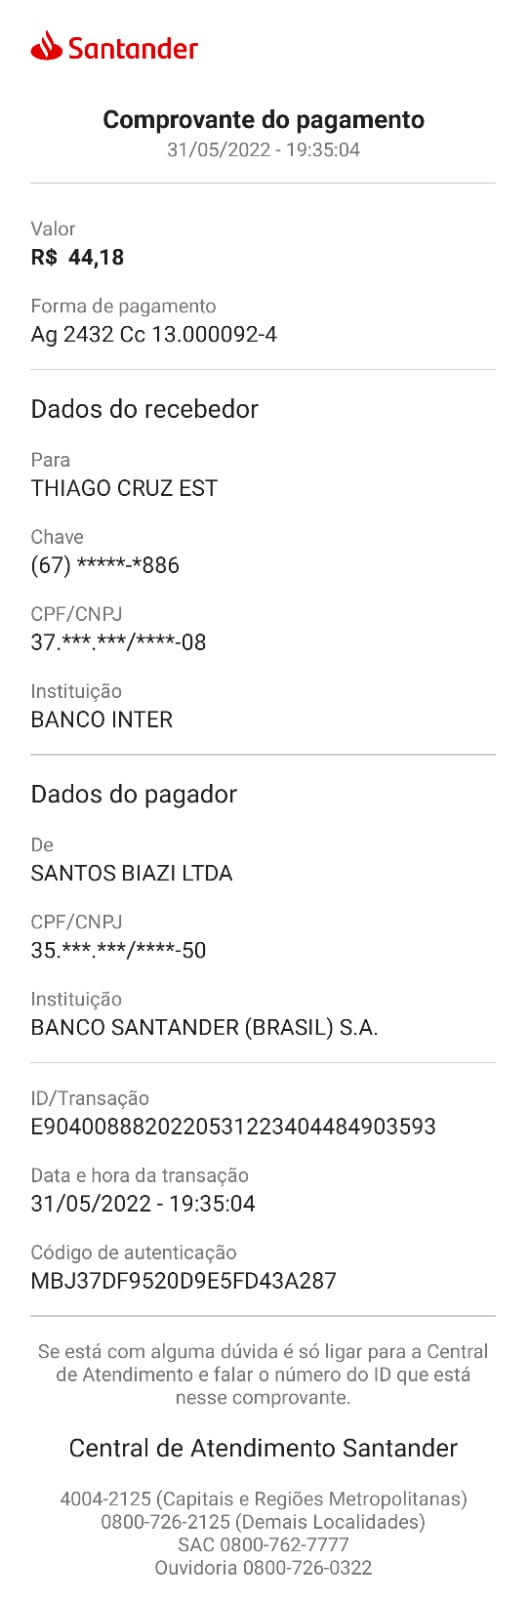 Santander
Comprovante do pagamento
31/05/2022 - 19:35:04
Valor
R$ 44,18
Forma de pagamento
Ag 2432 Cc 13.000092-4
Dados do recebedor
Para
THIAGO CRUZ EST
Chave
(67) *****-*886
CPF/CNPJ
37.***.***/****-08
Instituição
BANCO INTER
Dados do pagador
De
SANTOS BIAZI LTDA
CPF/CNPJ
35.***.***/****-50
Instituição
BANCO SANTANDER (BRASIL) S.A.
ID/Transação
E9040088820220531223404484903593
Data e hora da transação
31/05/2022 - 19:35:04
Código de autenticação
MBJ37DF9520D9E5FD43A287
Se está com alguma dúvida é só ligar para a Central
de Atendimento e falar o número do ID que está
nesse comprovante.
Central de Atendimento Santander
4004-2125 (Capitais e Regiões Metropolitanas)
0800-726-2125 (Demais Localidades)
SAC 0800-762-7777
Ouvidoria 0800-726-0322